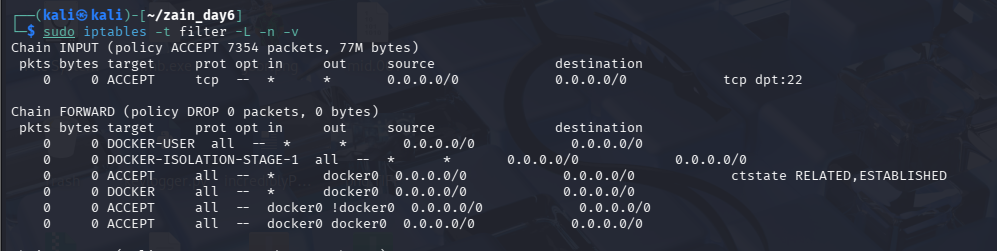 ┌──(kali㉿kali)-[~/zain_day6]
└─$ sudo iptables -t filter -L -n -v
Chain INPUT (policy ACCEPT 7354 packets, 77M bytes)
 pkts bytes target     prot opt in     out     source               destination
    0     0 ACCEPT     tcp  --  *      *       0.0.0.0/0            0.0.0.0/0            tcp dpt:22

Chain FORWARD (policy DROP 0 packets, 0 bytes)
 pkts bytes target     prot opt in     out     source               destination
    0     0 DOCKER-USER  all  --  *      *       0.0.0.0/0            0.0.0.0/0
    0     0 DOCKER-ISOLATION-STAGE-1  all  --  *      *       0.0.0.0/0            0.0.0.0/0
    0     0 ACCEPT     all  --  *      docker0  0.0.0.0/0            0.0.0.0/0            ctstate RELATED,ESTABLISHED
    0     0 DOCKER     all  --  *      docker0  0.0.0.0/0            0.0.0.0/0
    0     0 ACCEPT     all  --  docker0 !docker0  0.0.0.0/0            0.0.0.0/0
    0     0 ACCEPT     all  --  docker0 docker0  0.0.0.0/0            0.0.0.0/0